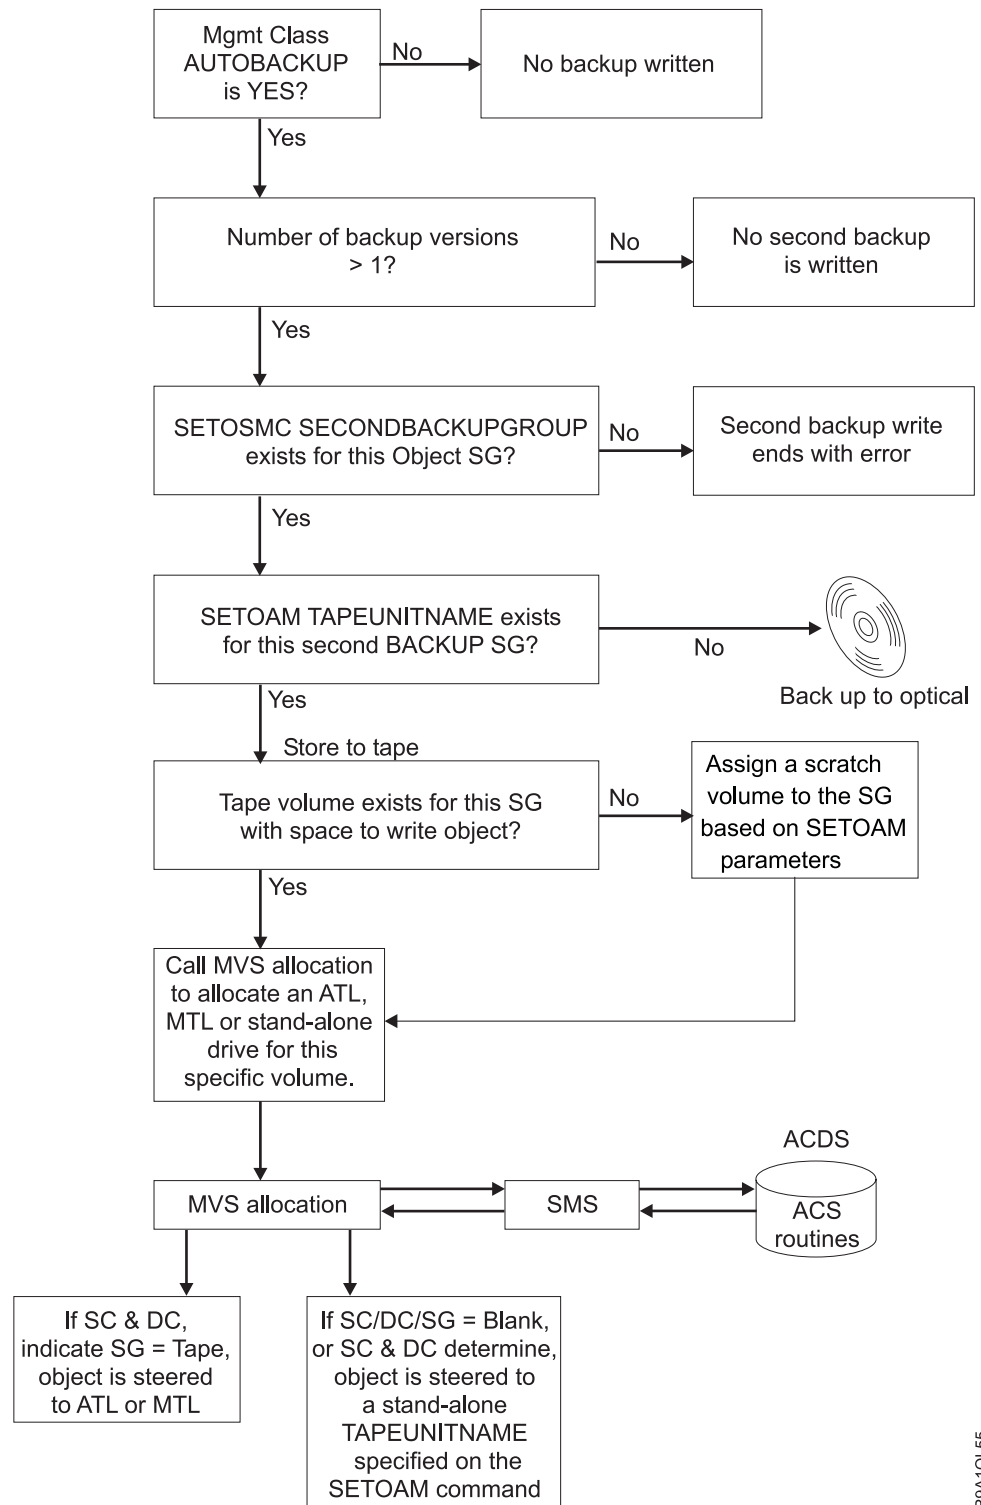 Mgmt Class
AUTOBACKUP
is YES?
No
No backup written
Yes
Number of backup versions
> 1?
No
No second backup
is written
Yes
SETOSMC SECONDBACKUPGROUP
exists for this Object SG?
No
Second backup write
ends with error
Yes
SETOAM TAPEUNITNAME exists
for this second BACKUP SG?
No
Back up to optical
Yes
Store to tape
Tape volume exists for this SG
with space to write object?
No
Assign a scratch
volume to the SG
based on SETOAM
parameters
Yes
Call MVS allocation
to allocate an ATL,
MTL or stand-alone
drive for this
specific volume.
MVS allocation
SMS
ACDS
ACS
routines
If SC & DC,
indicate SG = Tape,
object is steered
to ATL or MTL
If SC/DC/SG = Blank,
or SC & DC determine,
object is steered to
a stand-alone
TAPEUNITNAME
specified on the
SETOAM command